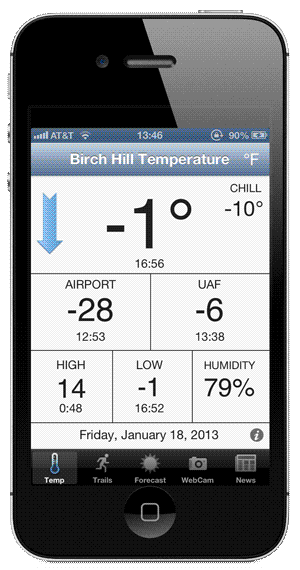 AT&T 13:46 90%
Birch Hill Temperature °F
CHILL
-1° -10°
16:56
AIRPORT UAF
-28 -6
12:53 13:38
HIGH LOW HUMIDITY
14 -1 79%
0:48 16:52
Friday, January 18, 2013
Temp Trails Forecast WebCam News